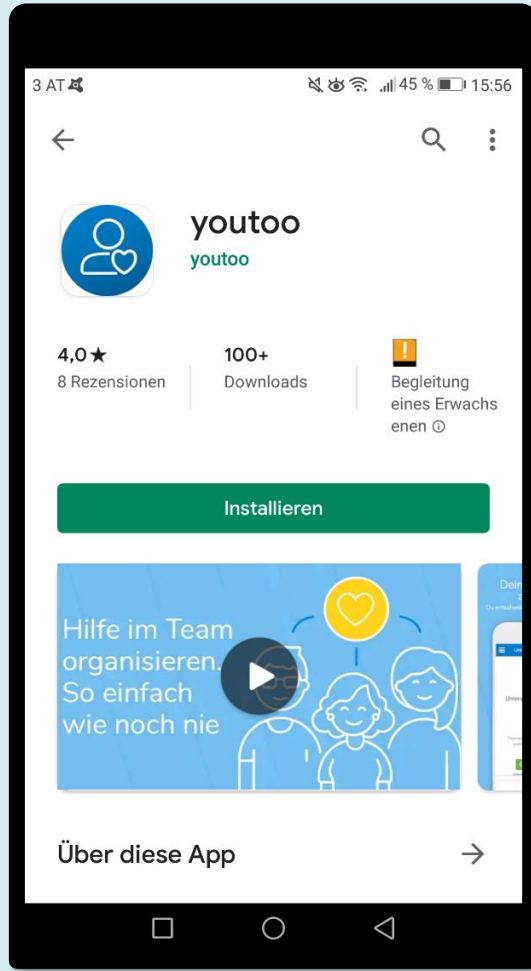 3 AT 45 % 15:56
youtoo
youtoo
4,0★ 100+
8 Rezensionen Downloads Begleitung
eines Erwachs
enen
Installieren
Hilfe im Team
organisieren.
So einfach
wie noch nie
Dein
Über diese App